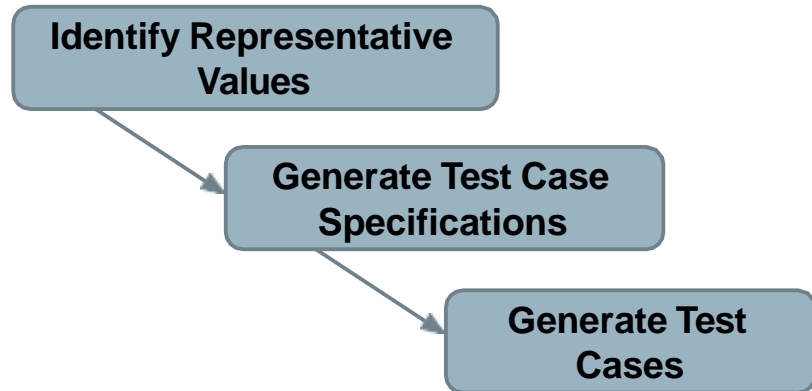 Identify Representative
Values
Generate Test Case
Specifications
Generate Test
Cases